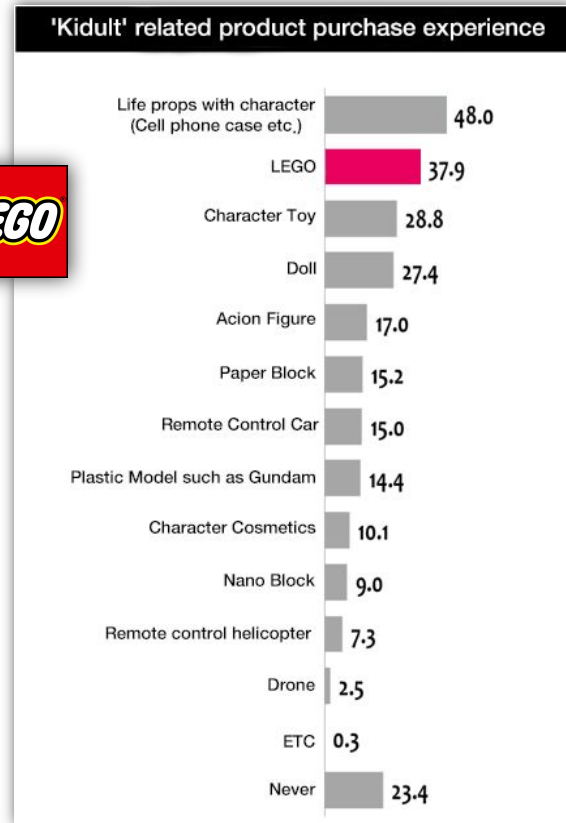 'Kidult' related product purchase experience
Life props with character
(Cell phone case etc,)
48.0
LEGO
37.9
Character Toy
28.8
Doll
27.4
Acion Figure
17.0
Paper Block
15.2
Remote Control Car
15.0
Plastic Model such as Gundam
14.4
Character Cosmetics
10.1
Nano Block
9.0
Remote control helicopter
7.3
Drone
2.5
ETC
0.3
Never
23.4